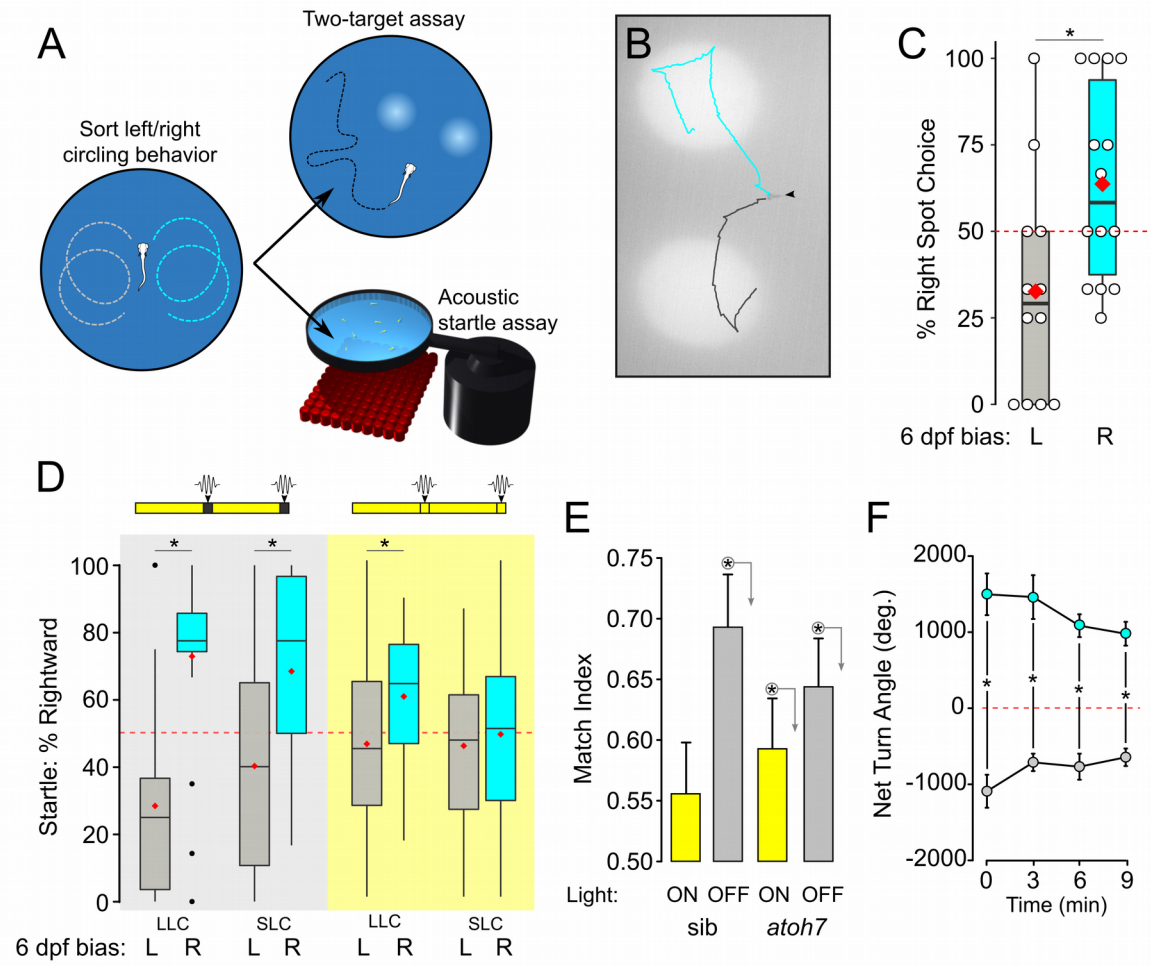 A
Two-target assay
Sort left/right
circling behavior
Acoustic
startle assay
B
C
*
% Right Spot Choice
100
75
50
25
0
6 dpf bias: L R
D
* * *
Startle: % Rightward
100
80
60
40
20
0
LLC SLC LLC SLC
6 dpf bias: L R L R L R L R
E
Match Index
0.75
0.70
0.65
0.60
0.55
0.50
* * *
Light: ON OFF ON OFF
sib atoh7
F
Net Turn Angle (deg.)
2000
1000
0
-1000
-2000
* * * *
0 3 6 9
Time (min)